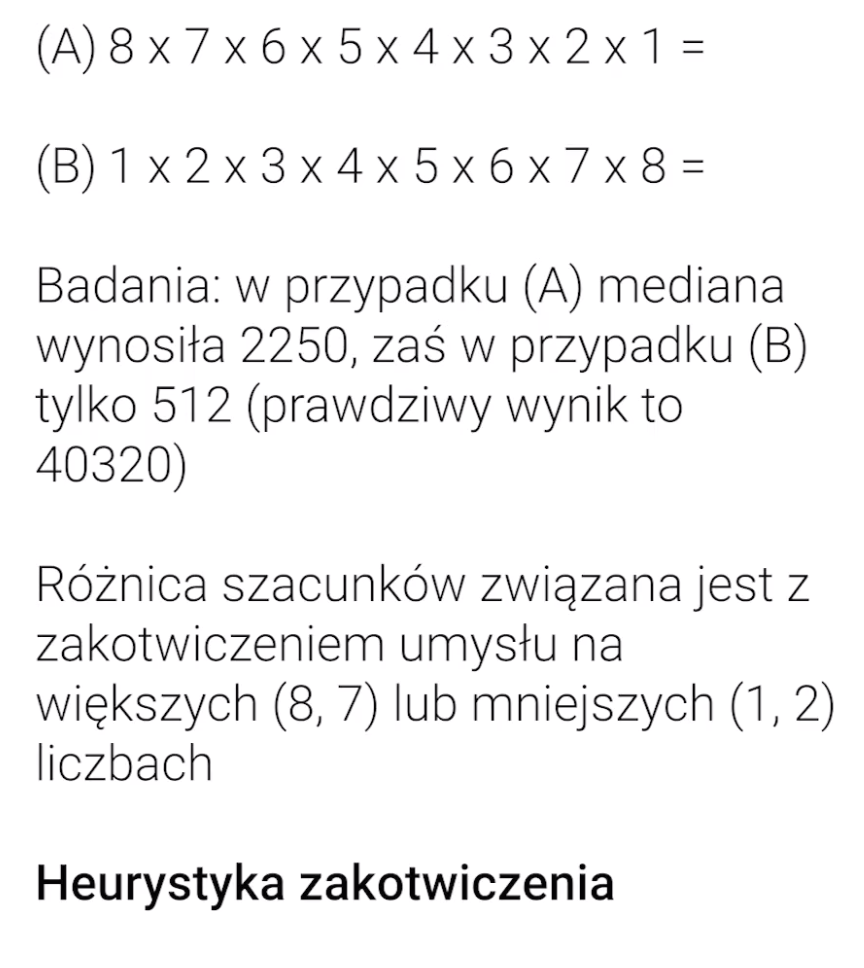 (A) 8 x 7 x 6 x 5 x 4 x 3 x 2 x 1 =
(B) 1 x 2 x 3 x 4 x 5 x 6 x 7 x 8 =
Badania: w przypadku (A) mediana
wynosiła 2250, zaś w przypadku (B)
tylko 512 (prawdziwy wynik to
40320)
Różnica szacunków związana jest z
zakotwiczeniem umysłu na
większych (8, 7) lub mniejszych (1, 2)
liczbach
Heurystyka zakotwiczenia